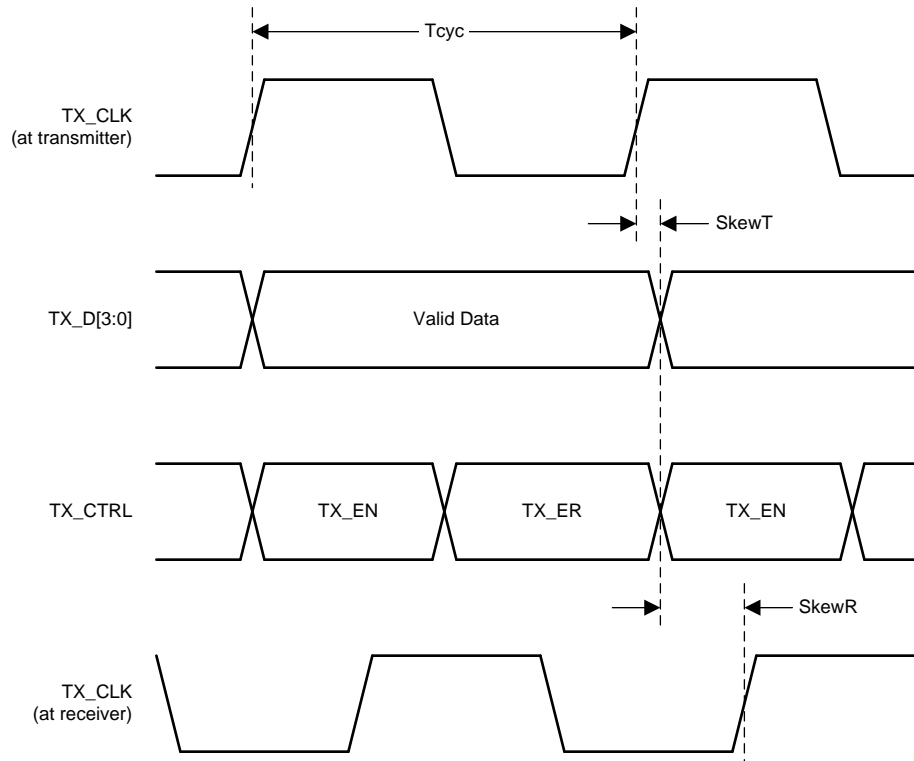 Tcyc
TX_CLK
(at transmitter)
SkewT
TX_D[3:0]
Valid Data
TX_CTRL
TX_EN
TX_ER
TX_EN
SkewR
TX_CLK
(at receiver)